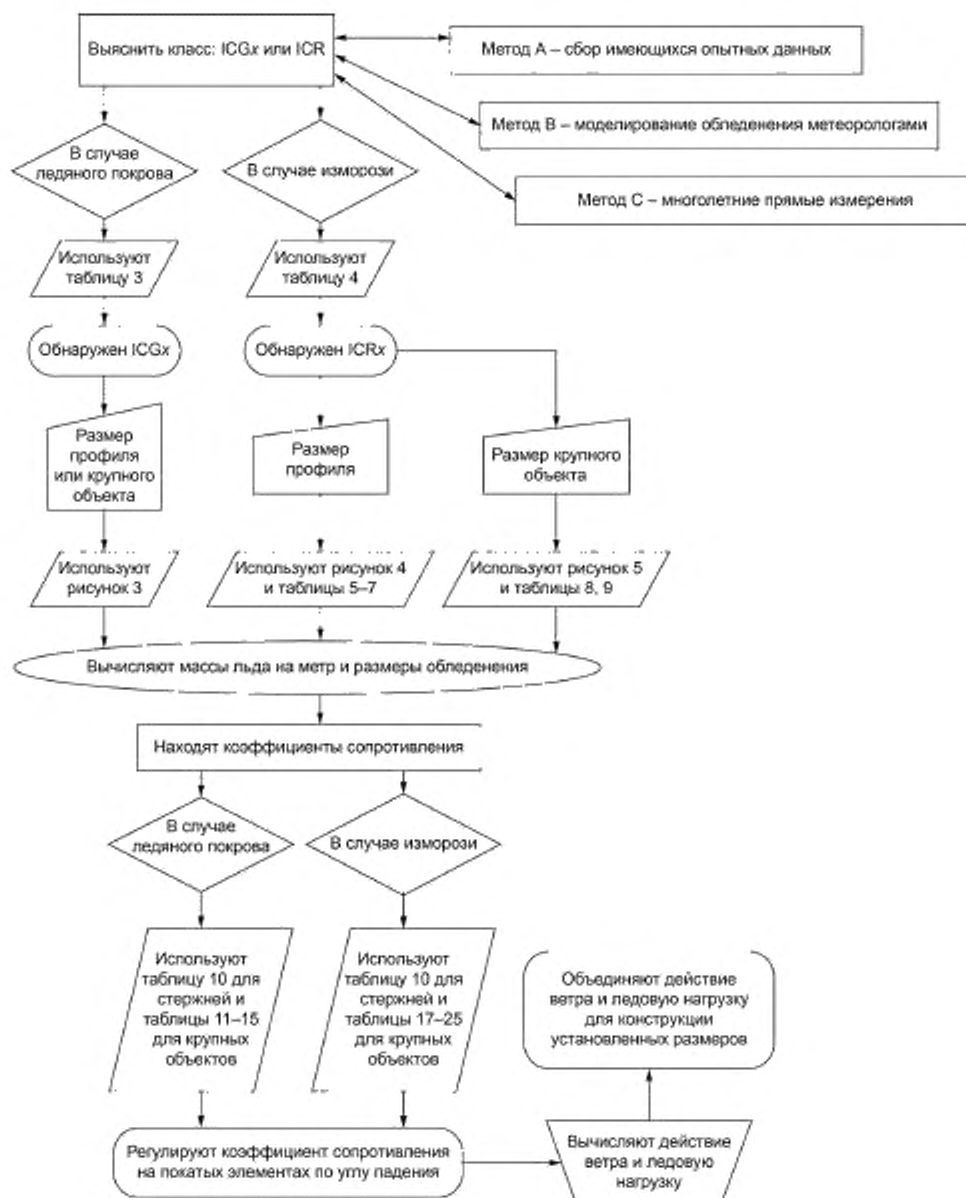 Выяснить класс: ICGx или ICR
Метод A – сбор имеющихся опытных данных
Метод B – моделирование обледенения метеорологами
Метод C – многолетние прямые измерения
В случае
ледяного покрова
В случае изморози
Используют
таблицу 3
Используют
таблицу 4
Обнаружен ICGx
Обнаружен ICRx
Размер
профиля
или крупного
объекта
Размер
профиля
Размер крупного
объекта
Используют
рисунок 3
Используют рисунок 4
и таблицы 5–7
Используют рисунок 5
и таблицы 8, 9
Вычисляют массы льда на метр и размеры обледенения
Находят коэффициенты сопротивления
В случае
ледяного покрова
В случае изморози
Используют
таблицу 10 для
стержней и
таблицы 11–15
для крупных
объектов
Используют
таблицу 10 для
стержней и
таблицы 17–25
для крупных
объектов
Объединяют действие
ветра и ледовую нагрузку
для конструкции
установленных размеров
Регулируют коэффициент сопротивления
на покатых элементах по углу падения
Вычисляют действие
ветра и ледовую
нагрузку